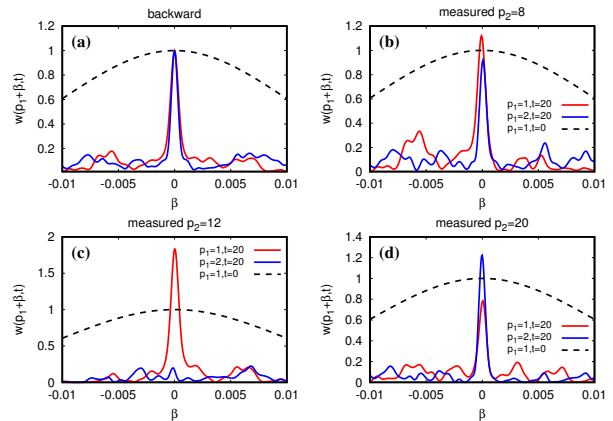 backward
(a)
w(p₁+β,t)
1.2
1
0.8
0.6
0.4
0.2
-0.01 -0.005 0 0.005 0.01
β
measured p₂=8
(b)
w(p₁+β,t)
1.2
1
0.8
0.6
0.4
0.2
0
p₁=1,t=20
p₂=2,t=20
p₁=1,t=0
-0.01 -0.005 0 0.005 0.01
β
measured p₂=12
(c)
w(p₁+β,t)
2
1.5
1
0.5
0
p₁=1,t=20
p₁=2,t=20
p₁=1,t=0
-0.01 -0.005 0 0.005 0.01
β
measured p₂=20
(d)
w(p₁+β,t)
1.4
1.2
1
0.8
0.6
0.4
0.2
0
p₁=1,t=20
p₂=2,t=20
p₁=1,t=0
-0.01 -0.005 0 0.005 0.01
β